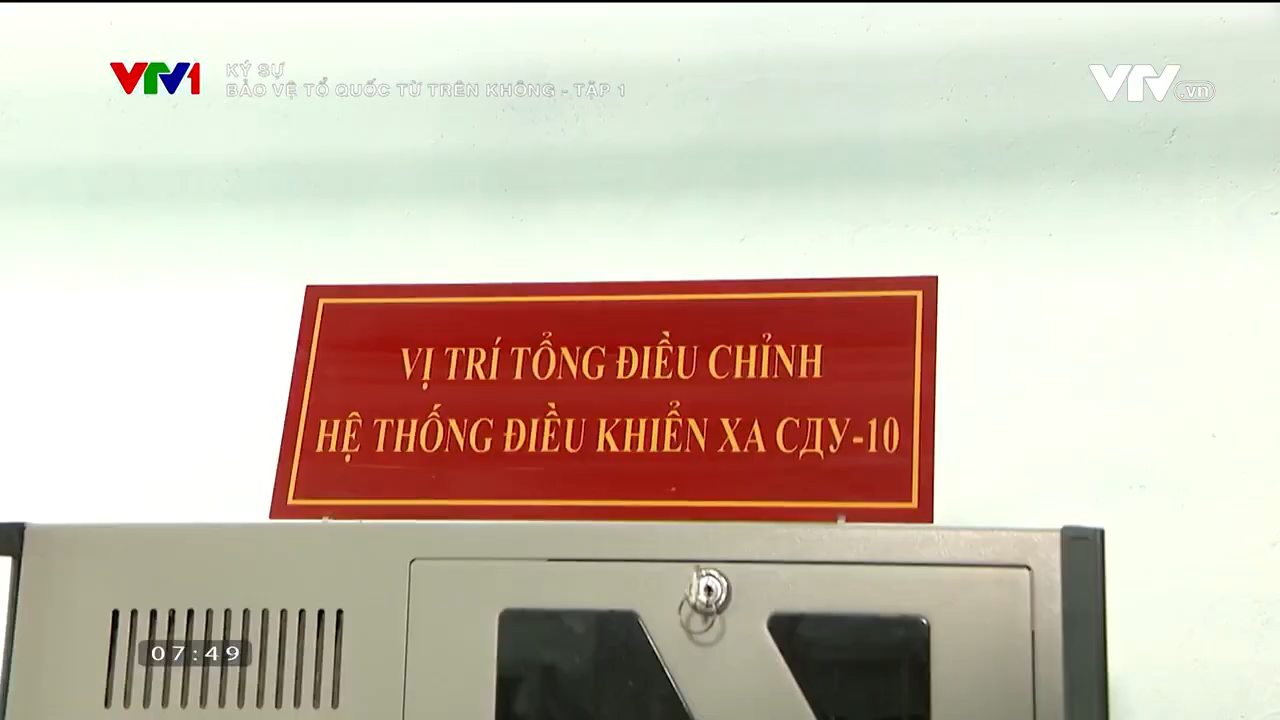 VTV1
KÝ SỰ
BẢO VỆ TỔ QUỐC TỪ TRÊN KHÔNG - TẬP 1
VTV.vn
VỊ TRÍ TỔNG ĐIỀU CHỈNH
HỆ THỐNG ĐIỀU KHIỂN XA СДУ-10
07:49